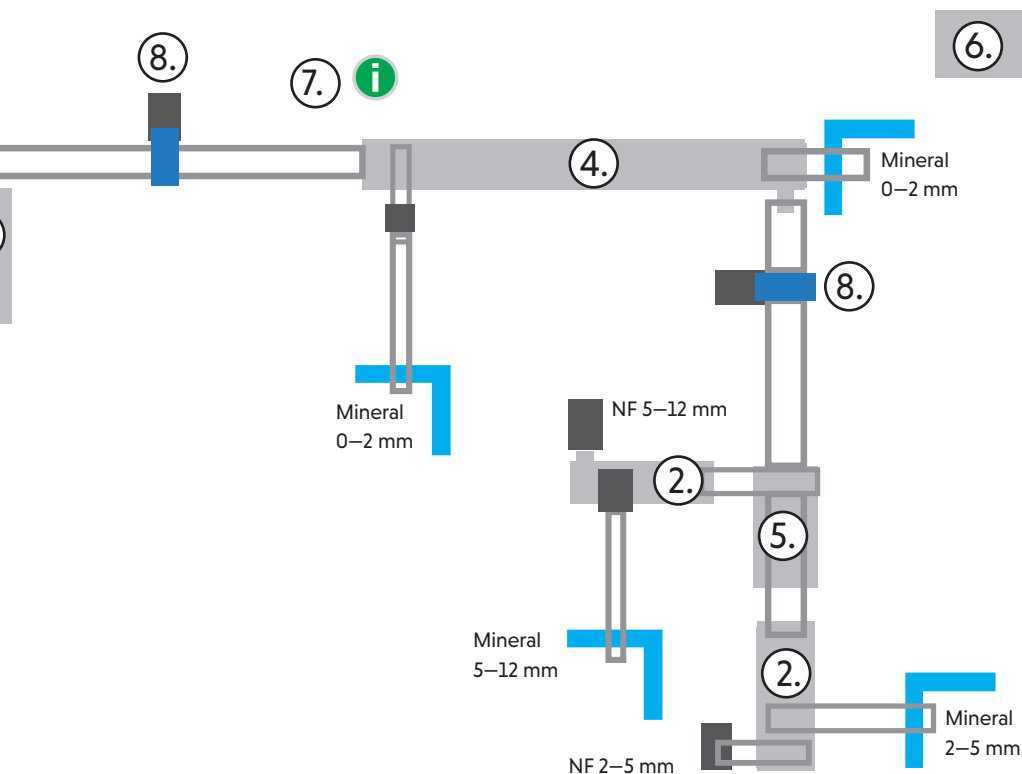 8.
7.
i
6.
4.
Mineral
0–2 mm
8.
Mineral
0–2 mm
NF 5–12 mm
2.
5.
Mineral
5–12 mm
2.
Mineral
2–5 mm
NF 2–5 mm